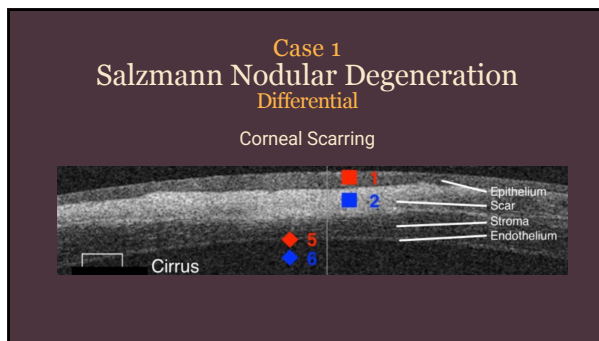 Case 1
Salzmann Nodular Degeneration
Differential
Corneal Scarring
1
2
Epithelium
Scar
Stroma
Endothelium
5
6
Cirrus